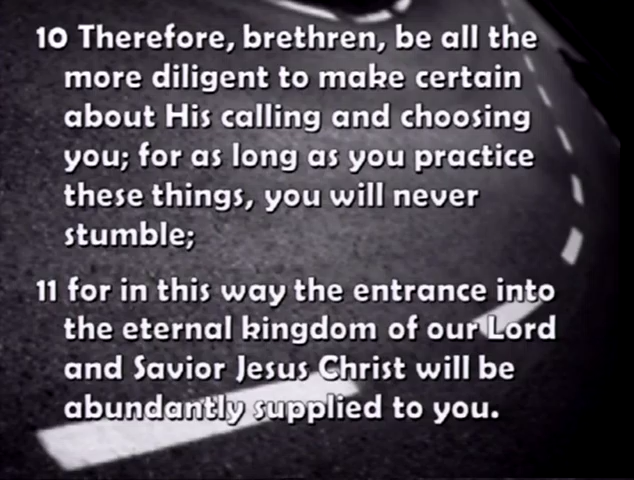 10 Therefore, brethren, be all the
more diligent to make certain
about His calling and choosing
you; for as long as you practice
these things, you will never
stumble;
11 for in this way the entrance into
the eternal kingdom of our Lord
and Savior Jesus Christ will be
abundantly supplied to you.